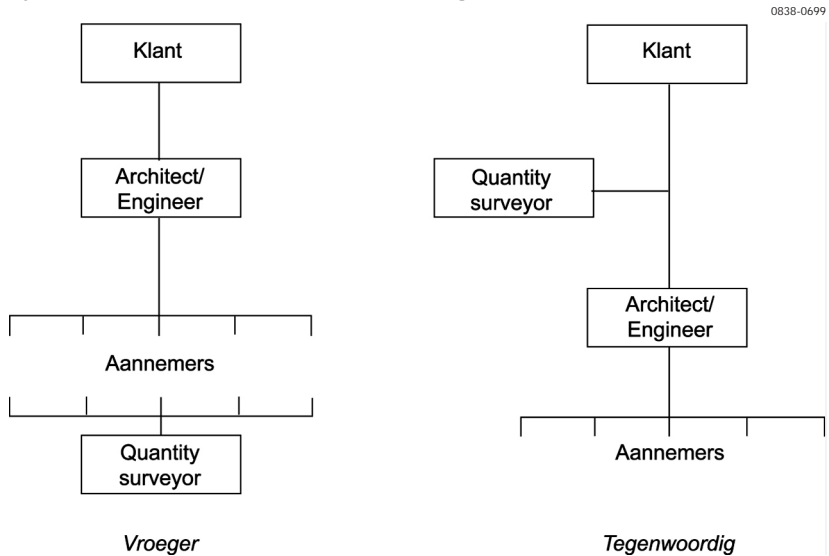 0838-0699
Klant
Architect/
Engineer
Aannemers
Quantity
surveyor
Vroeger
Klant
Quantity
surveyor
Architect/
Engineer
Aannemers
Tegenwoordig